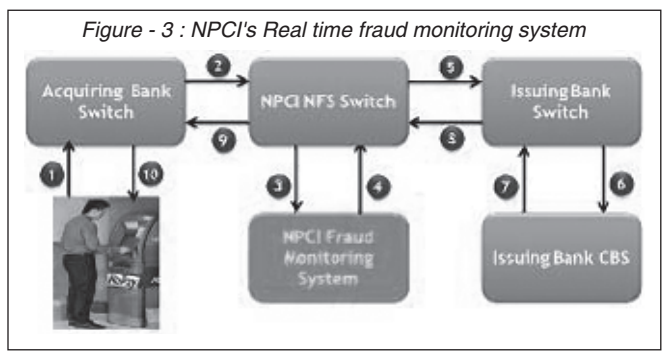 Figure - 3 : NPCI's Real time fraud monitoring system
2
5
Acquiring Bank
Switch
NPCI NFS Switch
Issuing Bank
Switch
9
8
1
10
3
4
7
6
NPCI Fraud
Monitoring
System
Issuing Bank CBS